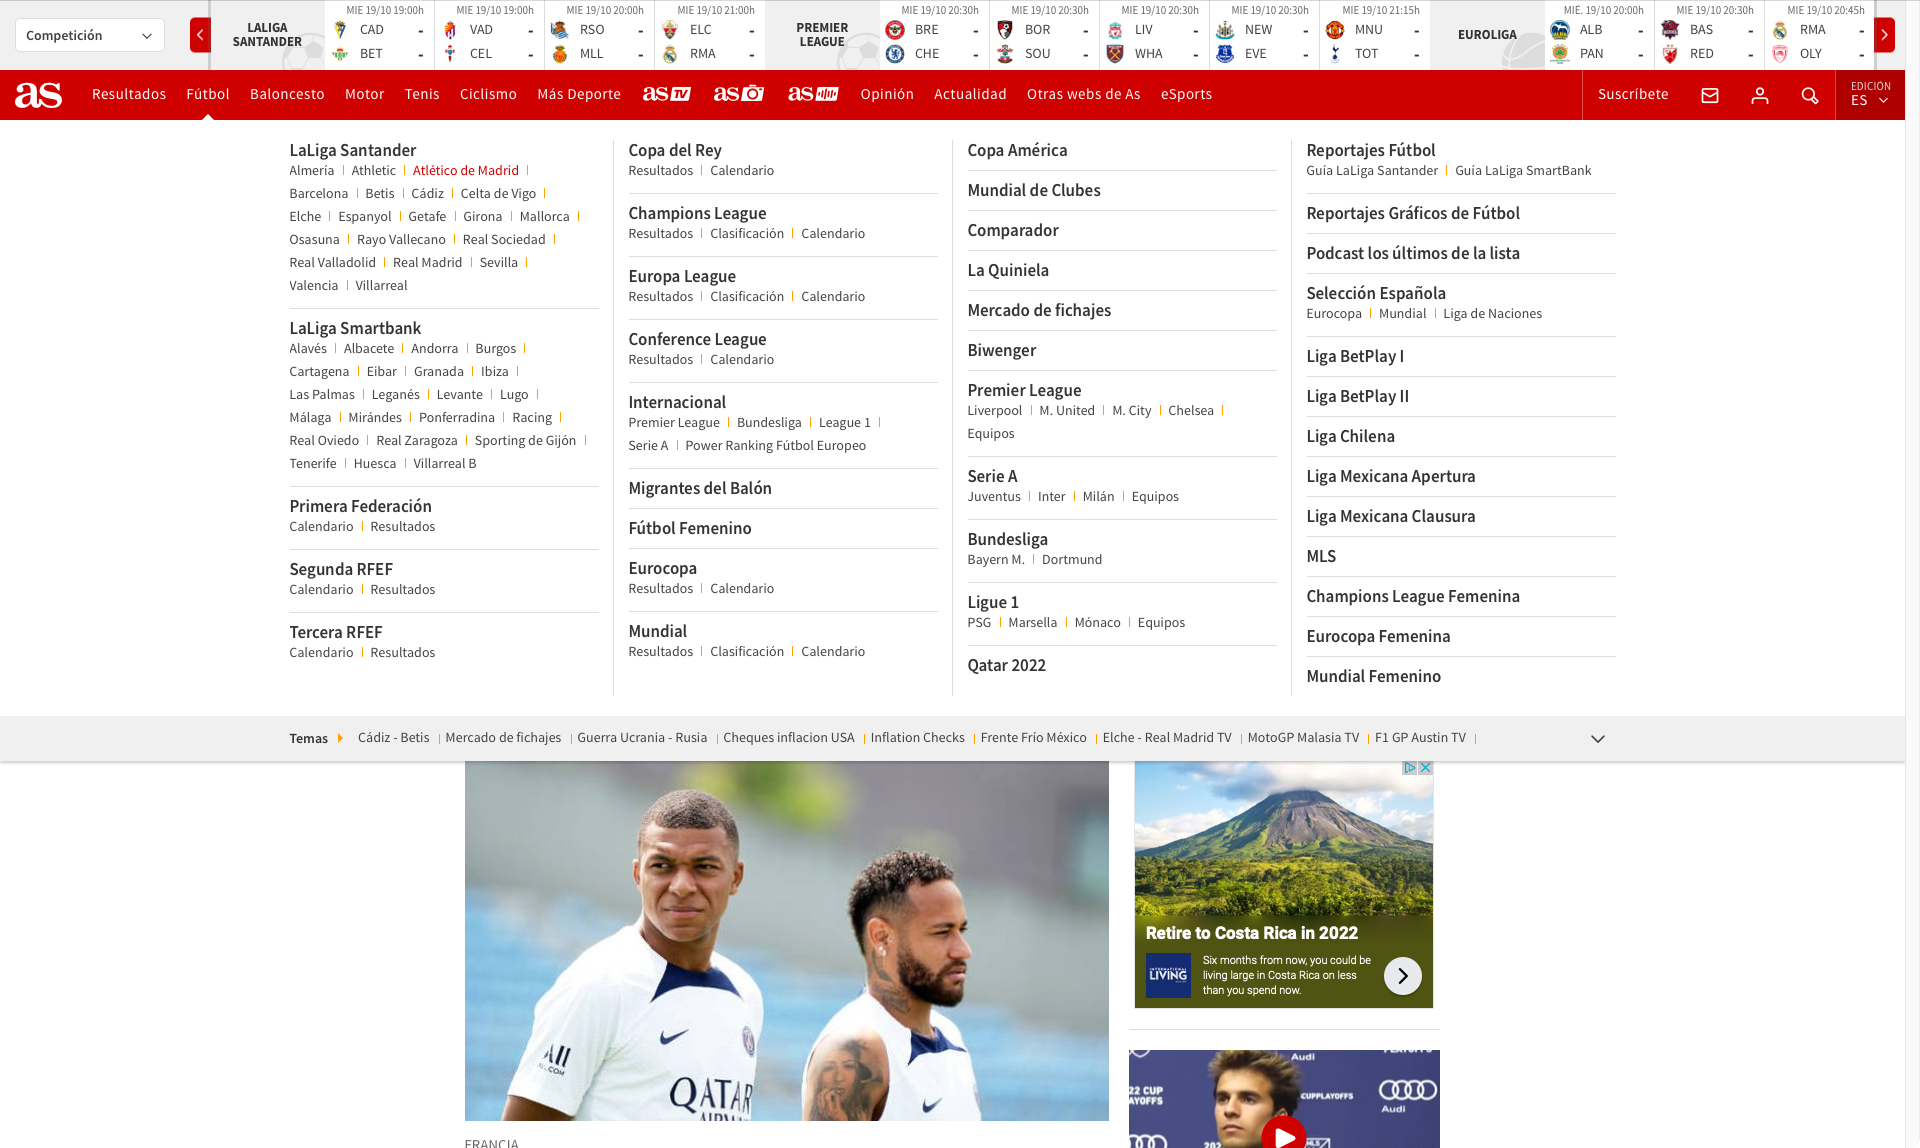 Competición
LALIGA SANTANDER
MIE 19/10 19:00h
CAD -
BET -
MIE 19/10 19:00h
VAD -
CEL -
MIE 19/10 20:00h
RSO -
MLL -
MIE 19/10 21:00h
ELC -
RMA -
PREMIER LEAGUE
MIE 19/10 20:30h
BRE -
CHE -
MIE 19/10 20:30h
BOR -
SOU -
MIE 19/10 20:30h
LIV -
WHA -
MIE 19/10 20:30h
NEW -
EVE -
MIE 19/10 21:15h
MNU -
TOT -
EUROLIGA
MIÉ. 19/10 20:00h
ALB -
PAN -
MIE 19/10 20:30h
BAS -
RED -
MIE 19/10 20:45h
RMA -
OLY -
as Resultados Fútbol Baloncesto Motor Tenis Ciclismo Más Deporte as TV as as Opinión Actualidad Otras webs de As eSports Suscríbete EDICIÓN ES
LaLiga Santander
Almería | Athletic | Atlético de Madrid |
Barcelona | Betis | Cádiz | Celta de Vigo |
Elche | Espanyol | Getafe | Girona | Mallorca |
Osasuna | Rayo Vallecano | Real Sociedad |
Real Valladolid | Real Madrid | Sevilla |
Valencia | Villarreal
LaLiga Smartbank
Alavés | Albacete | Andorra | Burgos |
Cartagena | Eibar | Granada | Ibiza |
Las Palmas | Leganés | Levante | Lugo |
Málaga | Mirándes | Ponferradina | Racing |
Real Oviedo | Real Zaragoza | Sporting de Gijón |
Tenerife | Huesca | Villarreal B
Primera Federación
Calendario | Resultados
Segunda RFEF
Calendario | Resultados
Tercera RFEF
Calendario | Resultados
Copa del Rey
Resultados | Calendario
Champions League
Resultados | Clasificación | Calendario
Europa League
Resultados | Clasificación | Calendario
Conference League
Resultados | Calendario
Internacional
Premier League | Bundesliga | League 1 |
Serie A | Power Ranking Fútbol Europeo
Migrantes del Balón
Fútbol Femenino
Eurocopa
Resultados | Calendario
Mundial
Resultados | Clasificación | Calendario
Copa América
Mundial de Clubes
Comparador
La Quiniela
Mercado de fichajes
Biwenger
Premier League
Liverpool | M. United | M. City | Chelsea |
Equipos
Serie A
Juventus | Inter | Milán | Equipos
Bundesliga
Bayern M. | Dortmund
Ligue 1
PSG | Marsella | Mónaco | Equipos
Qatar 2022
Reportajes Fútbol
Guía LaLiga Santander | Guía LaLiga SmartBank
Reportajes Gráficos de Fútbol
Podcast los últimos de la lista
Selección Española
Eurocopa | Mundial | Liga de Naciones
Liga BetPlay I
Liga BetPlay II
Liga Chilena
Liga Mexicana Apertura
Liga Mexicana Clausura
MLS
Champions League Femenina
Eurocopa Femenina
Mundial Femenino
Temas Cádiz - Betis | Mercado de fichajes | Guerra Ucrania - Rusia | Cheques inflacion USA | Inflation Checks | Frente Frío México | Elche - Real Madrid TV | MotoGP Malasia TV | F1 GP Austin TV |
QATAR
Retire to Costa Rica in 2022
INTERNATIONAL LIVING
Six months from now, you could be
living large in Costa Rica on less
than you spend now.
Audi
22 CUP
CUPPLAYOFFS
Audi
FRANCIA